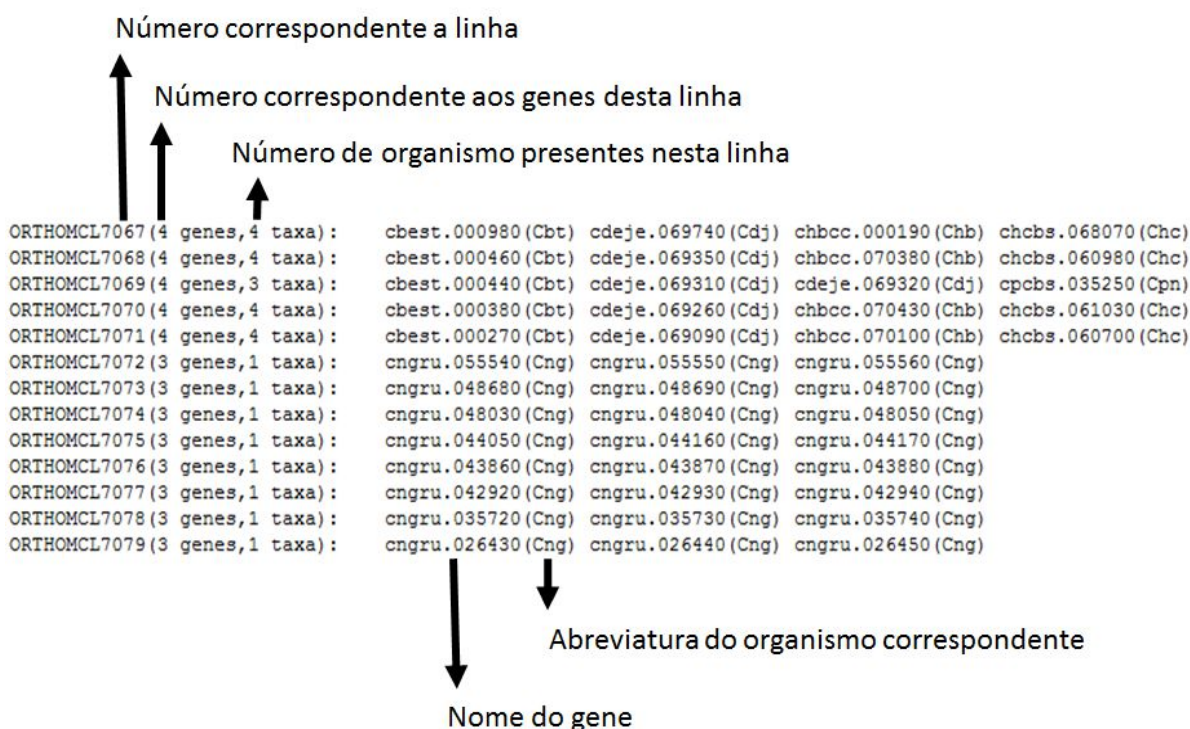 Número correspondente a linha
Número correspondente aos genes desta linha
Número de organismo presentes nesta linha
ORTHOMCL7067(4 genes,4 taxa): cbest.000980(Cbt) cdeje.069740(Cdj) chbcc.000190(Chb) chcbs.068070(Chc)
ORTHOMCL7068(4 genes,4 taxa): cbest.000460(Cbt) cdeje.069350(Cdj) chbcc.070380(Chb) chcbs.060980(Chc)
ORTHOMCL7069(4 genes,3 taxa): cbest.000440(Cbt) cdeje.069310(Cdj) cdeje.069320(Cdj) cpcbs.035250(Cpn)
ORTHOMCL7070(4 genes,4 taxa): cbest.000380(Cbt) cdeje.069260(Cdj) chbcc.070430(Chb) chcbs.061030(Chc)
ORTHOMCL7071(4 genes,4 taxa): cbest.000270(Cbt) cdeje.069090(Cdj) chbcc.070100(Chb) chcbs.060700(Chc)
ORTHOMCL7072(3 genes,1 taxa): cngru.055540(Cng) cngru.055550(Cng) cngru.055560(Cng)
ORTHOMCL7073(3 genes,1 taxa): cngru.048680(Cng) cngru.048690(Cng) cngru.048700(Cng)
ORTHOMCL7074(3 genes,1 taxa): cngru.048030(Cng) cngru.048040(Cng) cngru.048050(Cng)
ORTHOMCL7075(3 genes,1 taxa): cngru.044050(Cng) cngru.044160(Cng) cngru.044170(Cng)
ORTHOMCL7076(3 genes,1 taxa): cngru.043860(Cng) cngru.043870(Cng) cngru.043880(Cng)
ORTHOMCL7077(3 genes,1 taxa): cngru.042920(Cng) cngru.042930(Cng) cngru.042940(Cng)
ORTHOMCL7078(3 genes,1 taxa): cngru.035720(Cng) cngru.035730(Cng) cngru.035740(Cng)
ORTHOMCL7079(3 genes,1 taxa): cngru.026430(Cng) cngru.026440(Cng) cngru.026450(Cng)
Abreviatura do organismo correspondente
Nome do gene